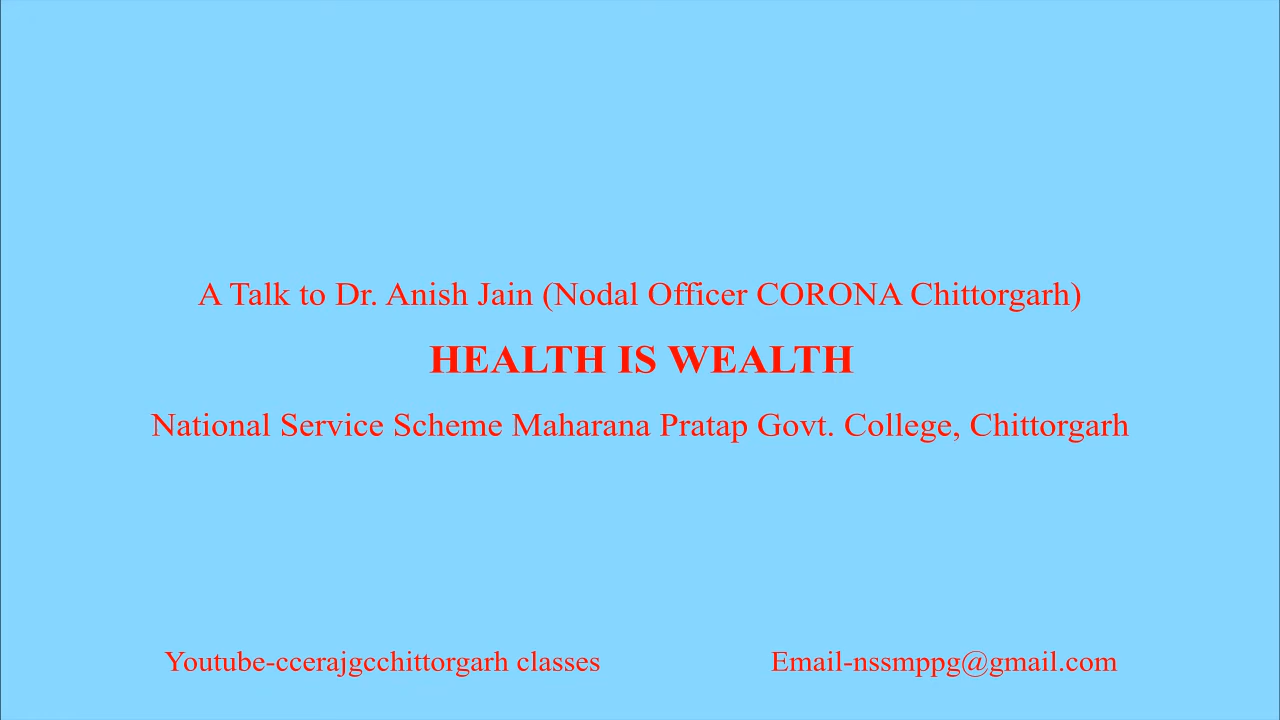 A Talk to Dr. Anish Jain (Nodal Officer CORONA Chittorgarh)
HEALTH IS WEALTH
National Service Scheme Maharana Pratap Govt. College, Chittorgarh
Youtube-ccerajgcchittorgarh classes Email-nssmppg@gmail.com